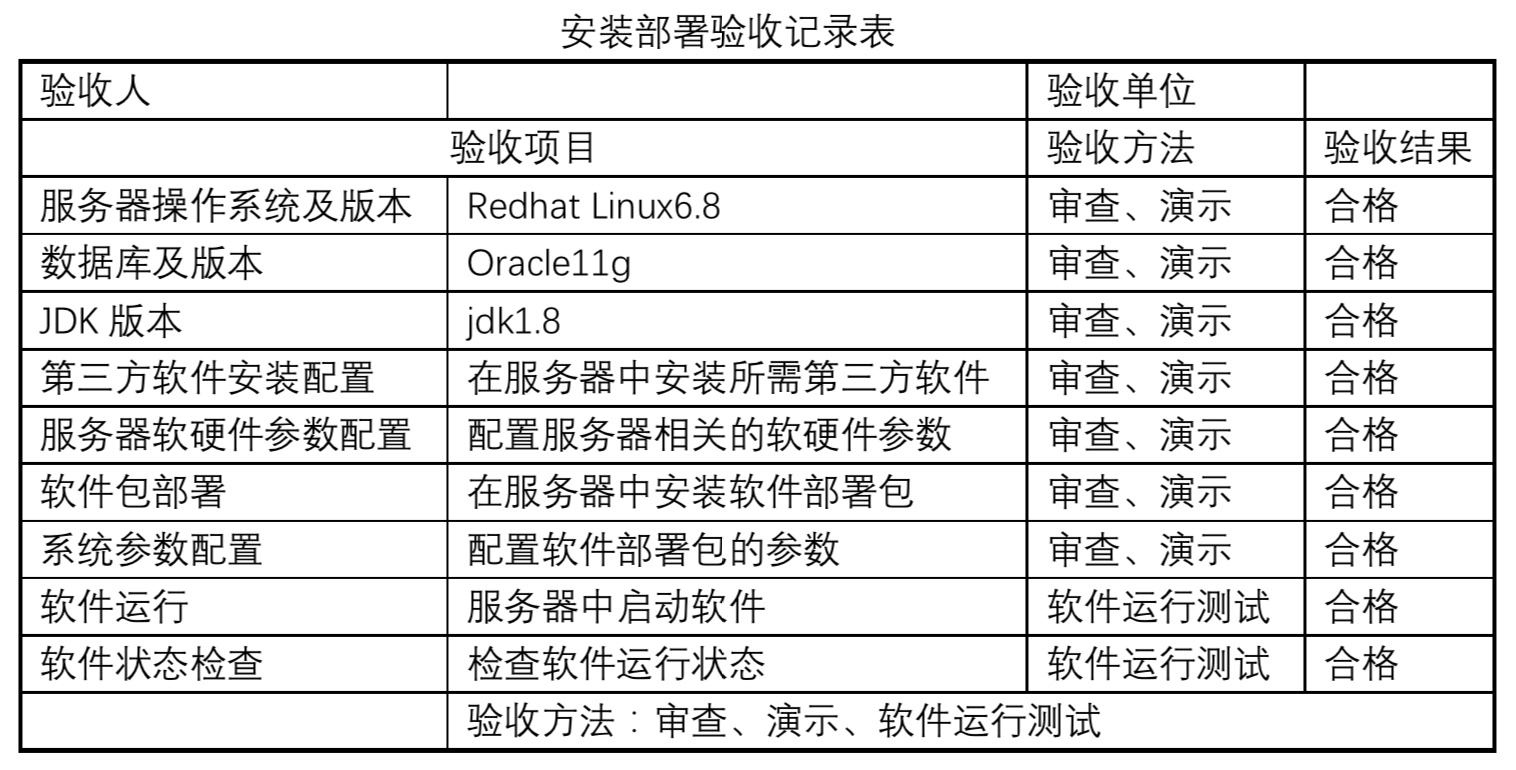 安装部署验收记录表
验收人 验收单位
验收项目 验收方法 验收结果
服务器操作系统及版本 Redhat Linux6.8 审查、演示 合格
数据库及版本 Oracle11g 审查、演示 合格
JDK 版本 jdk1.8 审查、演示 合格
第三方软件安装配置 在服务器中安装所需第三方软件 审查、演示 合格
服务器软硬件参数配置 配置服务器相关的软硬件参数 审查、演示 合格
软件包部署 在服务器中安装软件部署包 审查、演示 合格
系统参数配置 配置软件部署包的参数 审查、演示 合格
软件运行 服务器中启动软件 软件运行测试 合格
软件状态检查 检查软件运行状态 软件运行测试 合格
验收方法：审查、演示、软件运行测试